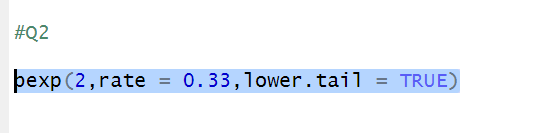 #Q2
pexp(2,rate = 0.33,lower.tail = TRUE)